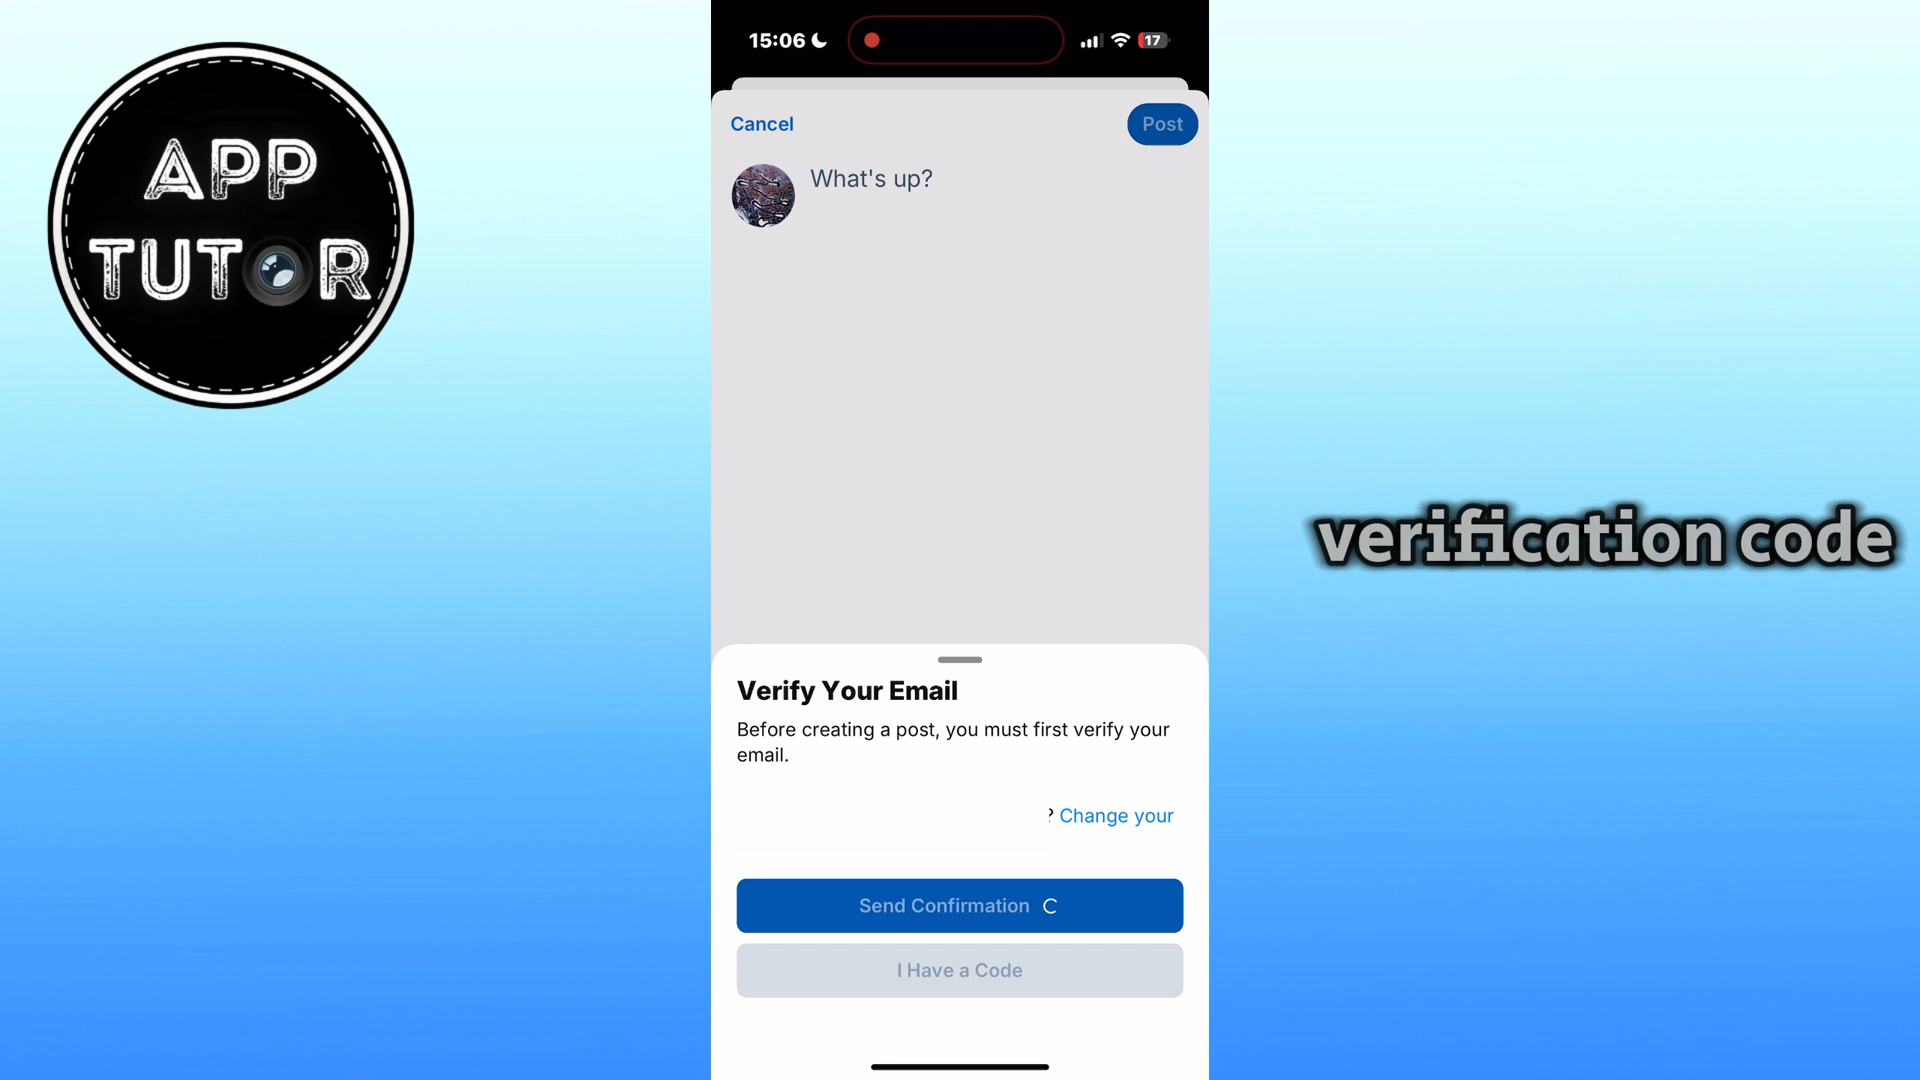 APP
TUTOR
15:06
17
Cancel
Post
What's up?
verification code
Verify Your Email
Before creating a post, you must first verify your
email.
? Change your
Send Confirmation
I Have a Code